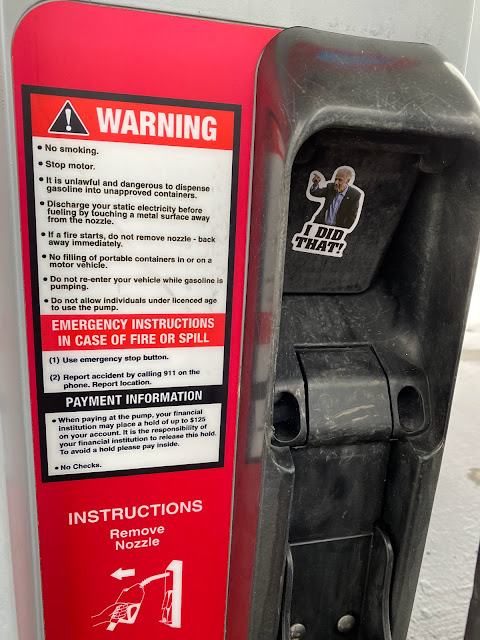 WARNING
• No smoking.
• Stop motor.
• It is unlawful and dangerous to dispense
gasoline into unapproved containers.
• Discharge your static electricity before
fueling by touching a metal surface away
from the nozzle.
• If a fire starts, do not remove nozzle - back
away immediately.
• No filling of portable containers in or on a
motor vehicle.
• Do not re-enter your vehicle while gasoline is
pumping.
• Do not allow individuals under licenced age
to use the pump.
EMERGENCY INSTRUCTIONS
IN CASE OF FIRE OR SPILL
(1) Use emergency stop button.
(2) Report accident by calling 911 on the
phone. Report location.
PAYMENT INFORMATION
• When paying at the pump, your financial
institution may place a hold of up to $125
on your account. It is the responsibility of
your financial institution to release this hold.
To avoid a hold please pay inside.
• No Checks.
INSTRUCTIONS
Remove
Nozzle
I DID
THAT!